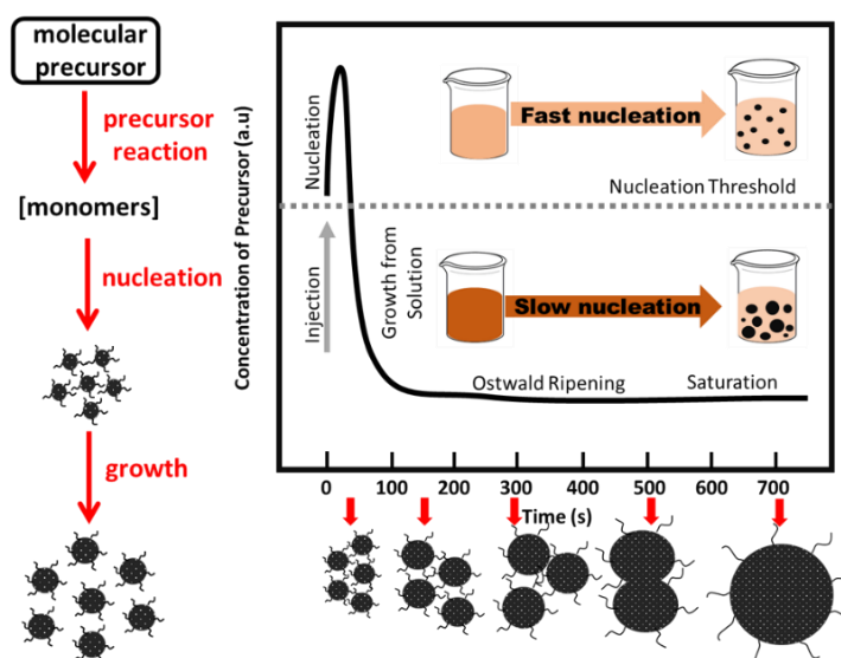 molecular
precursor
precursor
reaction
[monomers]
nucleation
growth
Concentration of Precursor (a.u)
Nucleation
Injection
Growth from
Solution
Fast nucleation
Nucleation Threshold
Slow nucleation
Ostwald Ripening
Saturation
0 100 200 300 400 500 600 700
Time (s)